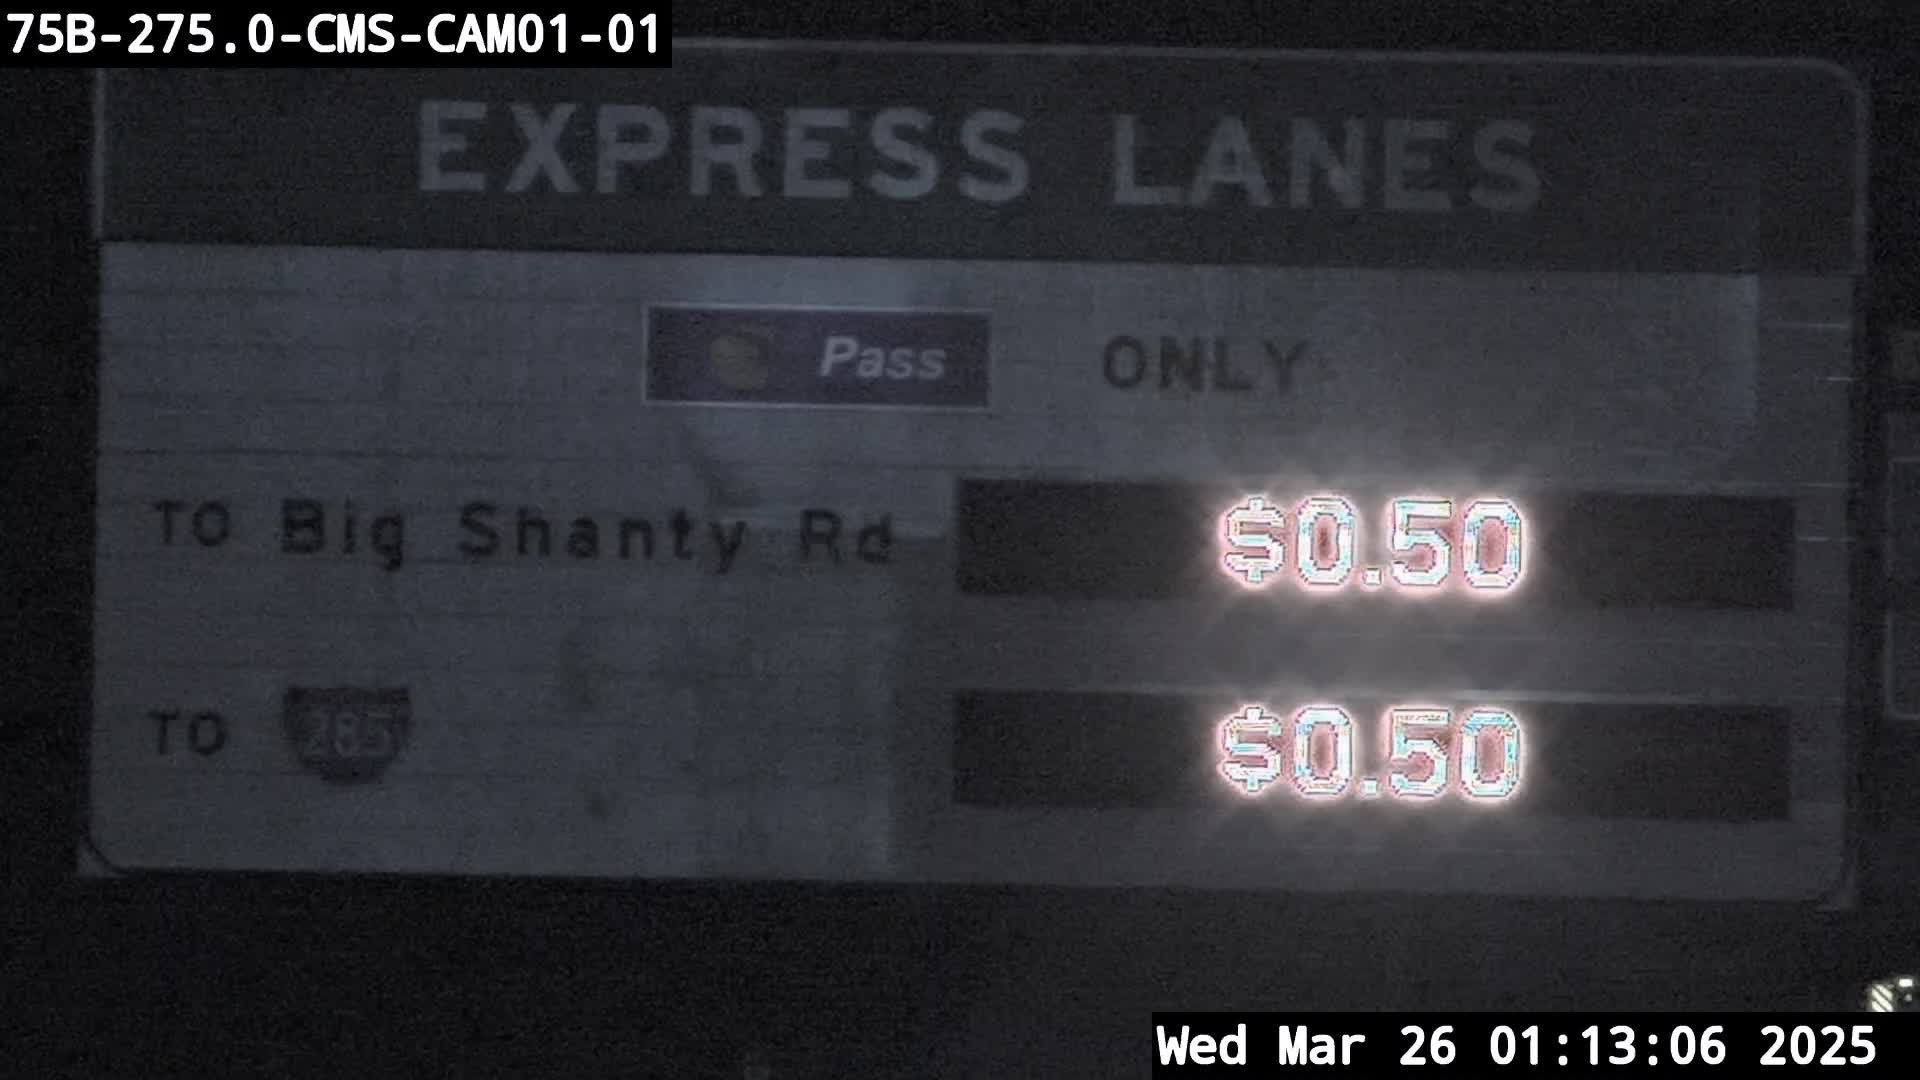 75B-275.0-CMS-CAM01-01
EXPRESS LANES
Pass ONLY
TO Big Shanty Rd $0.50
TO 285 $0.50
Wed Mar 26 01:13:06 2025